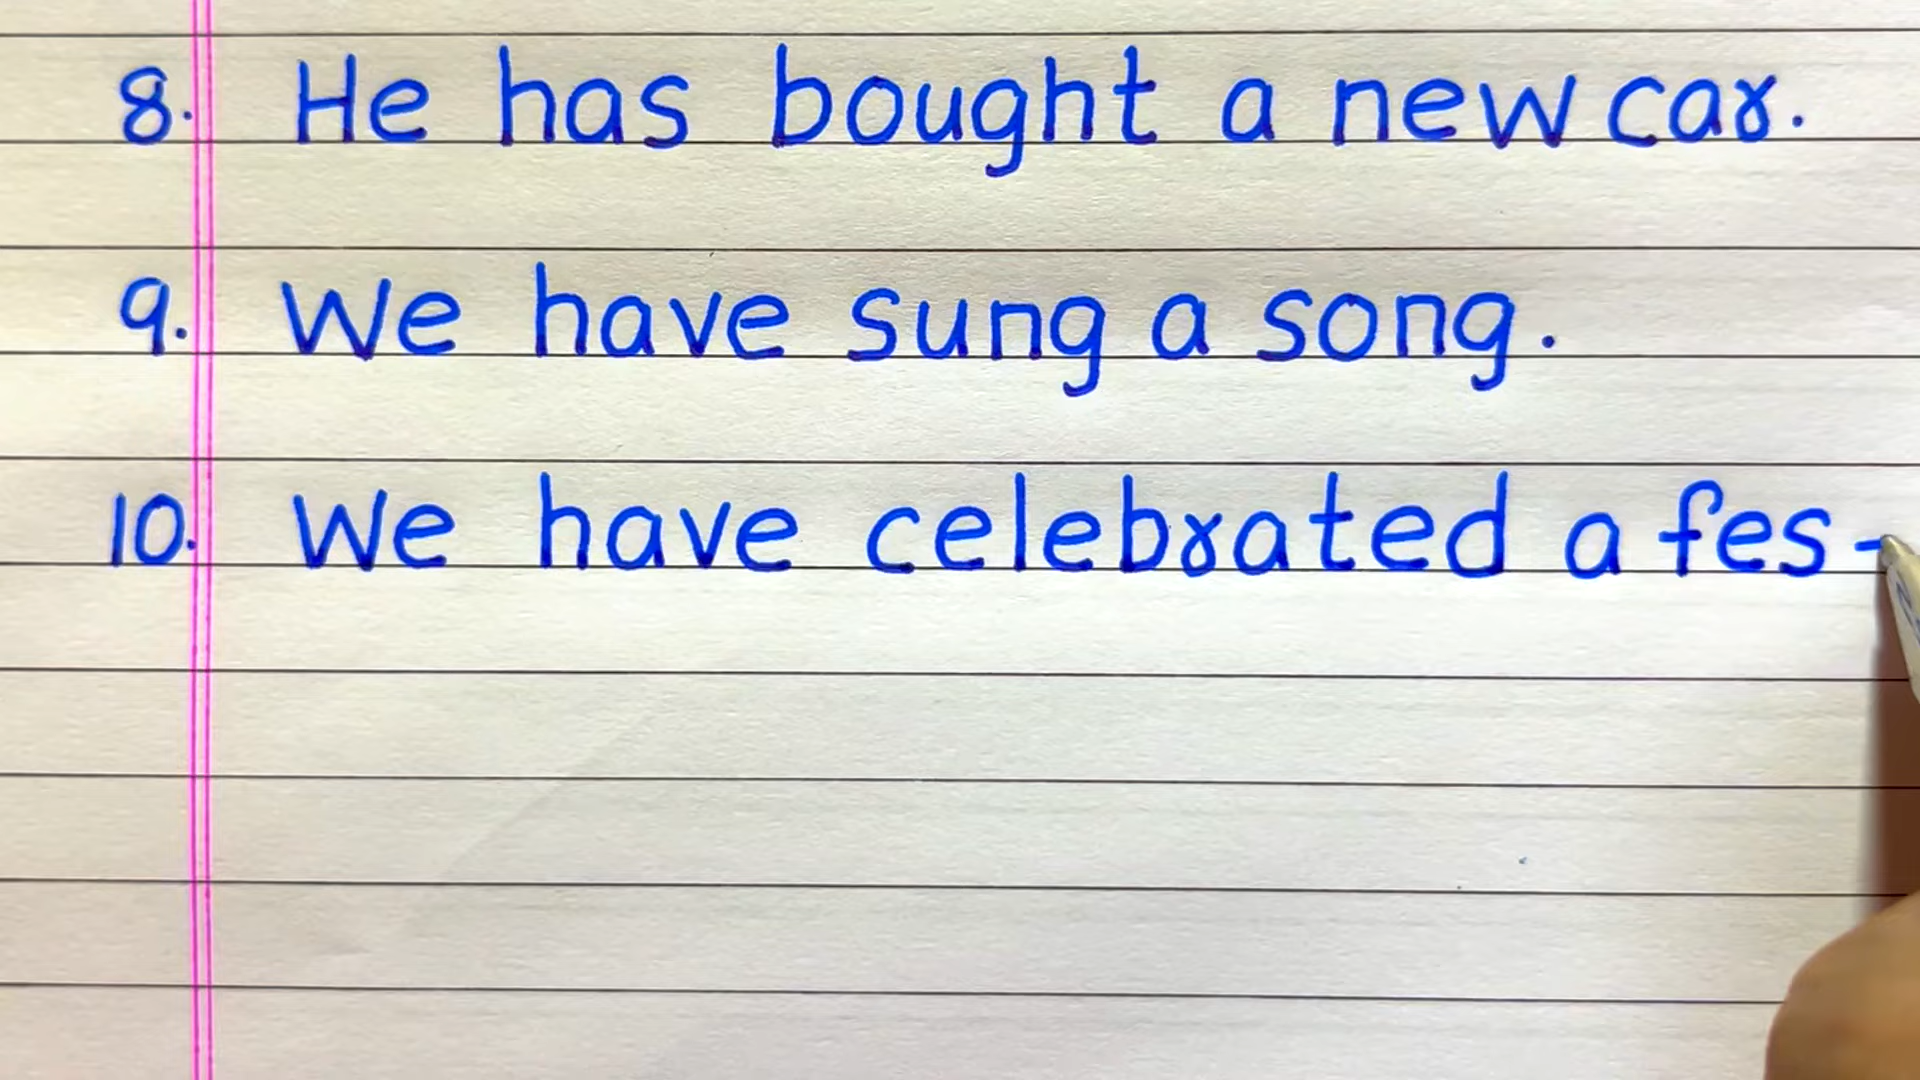 8. He has bought a new car.
9. We have sung a song.
10. We have celebrated a fes-